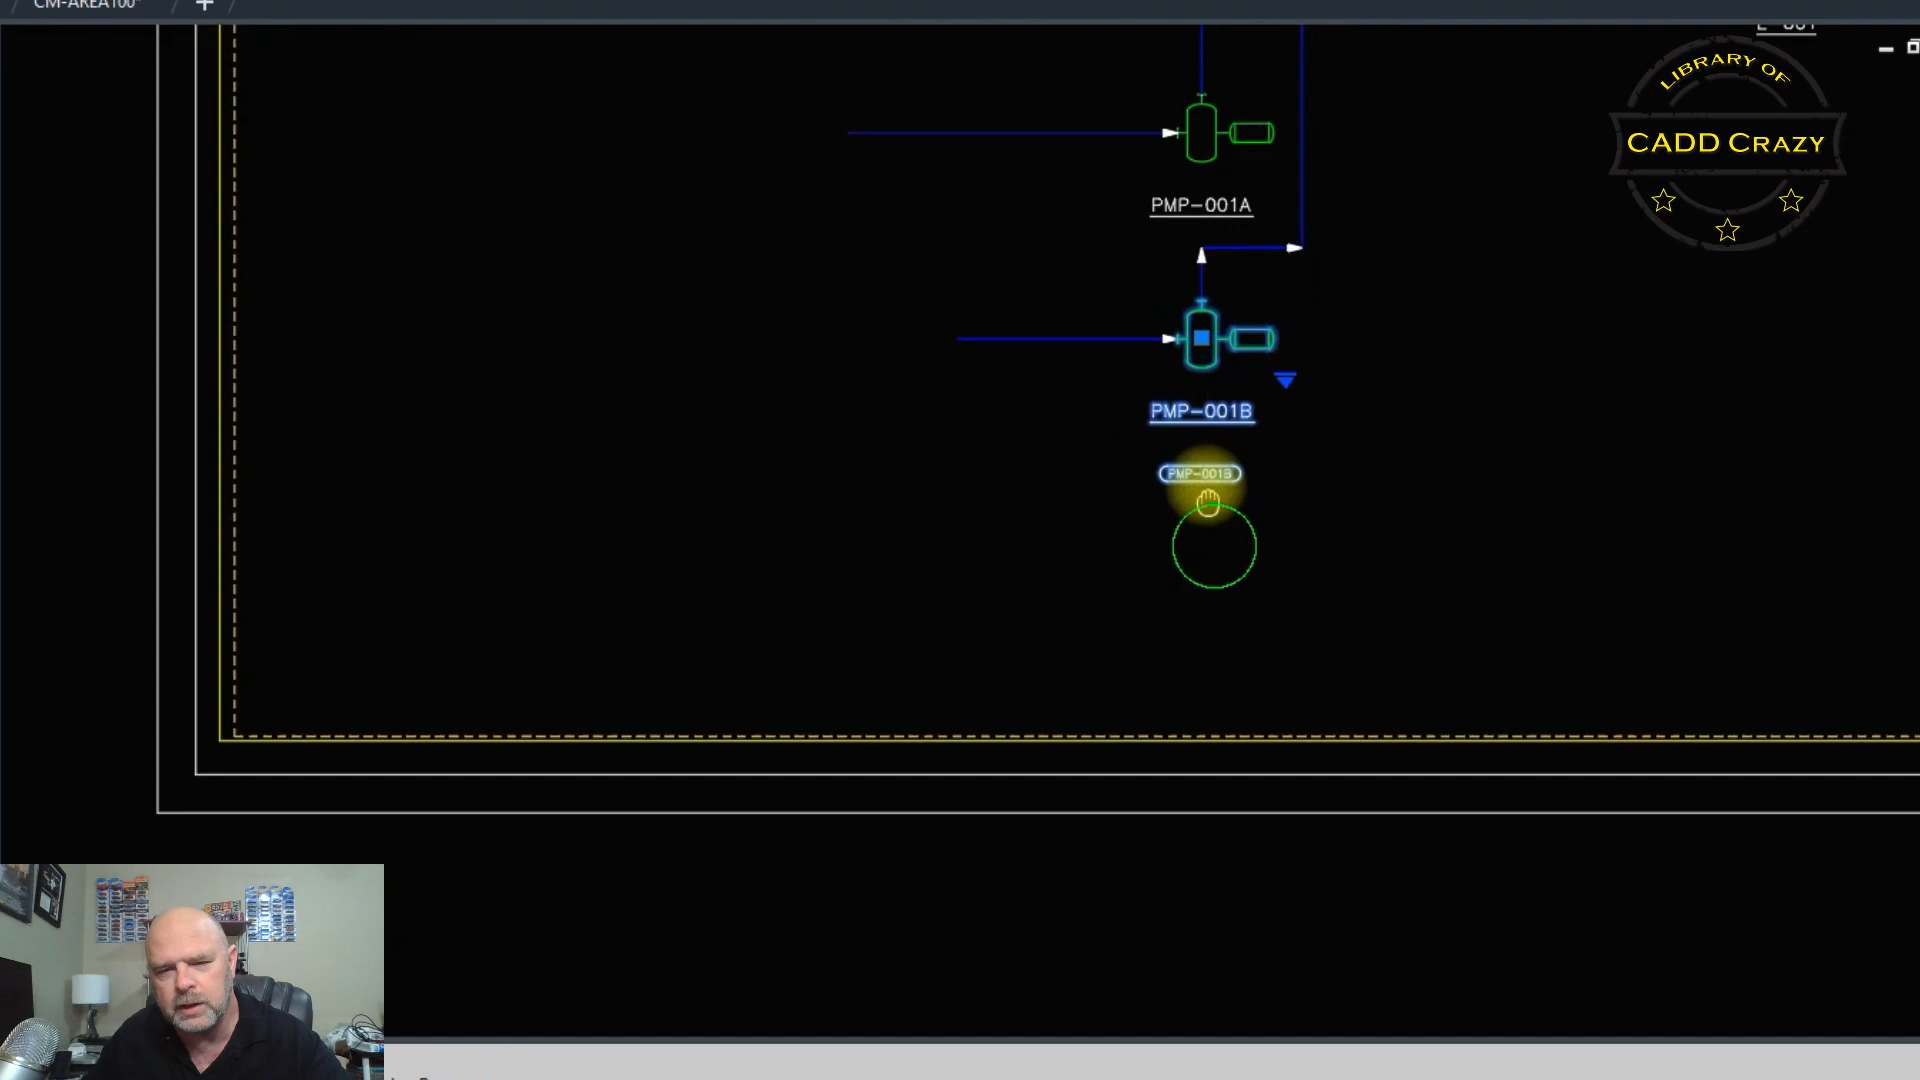 CM-AREA100*
LIBRARY OF
CADD CRAZY
PMP-001A
PMP-001B
PMP-001B